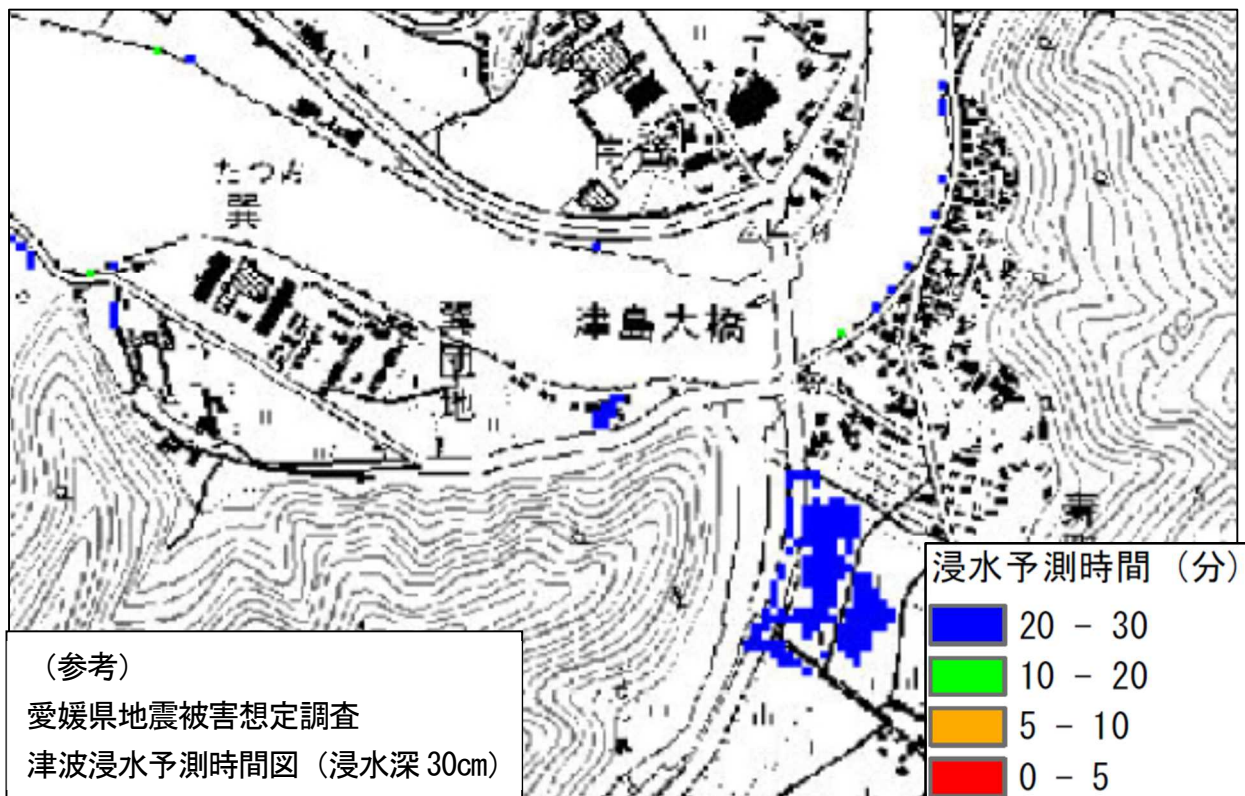 たつみ
巽
巽団地
津島大橋
100
浸水予測時間(分)
20 - 30
10 - 20
5 - 10
0 - 5
(参考)
愛媛県地震被害想定調査
津波浸水予測時間図(浸水深30cm)